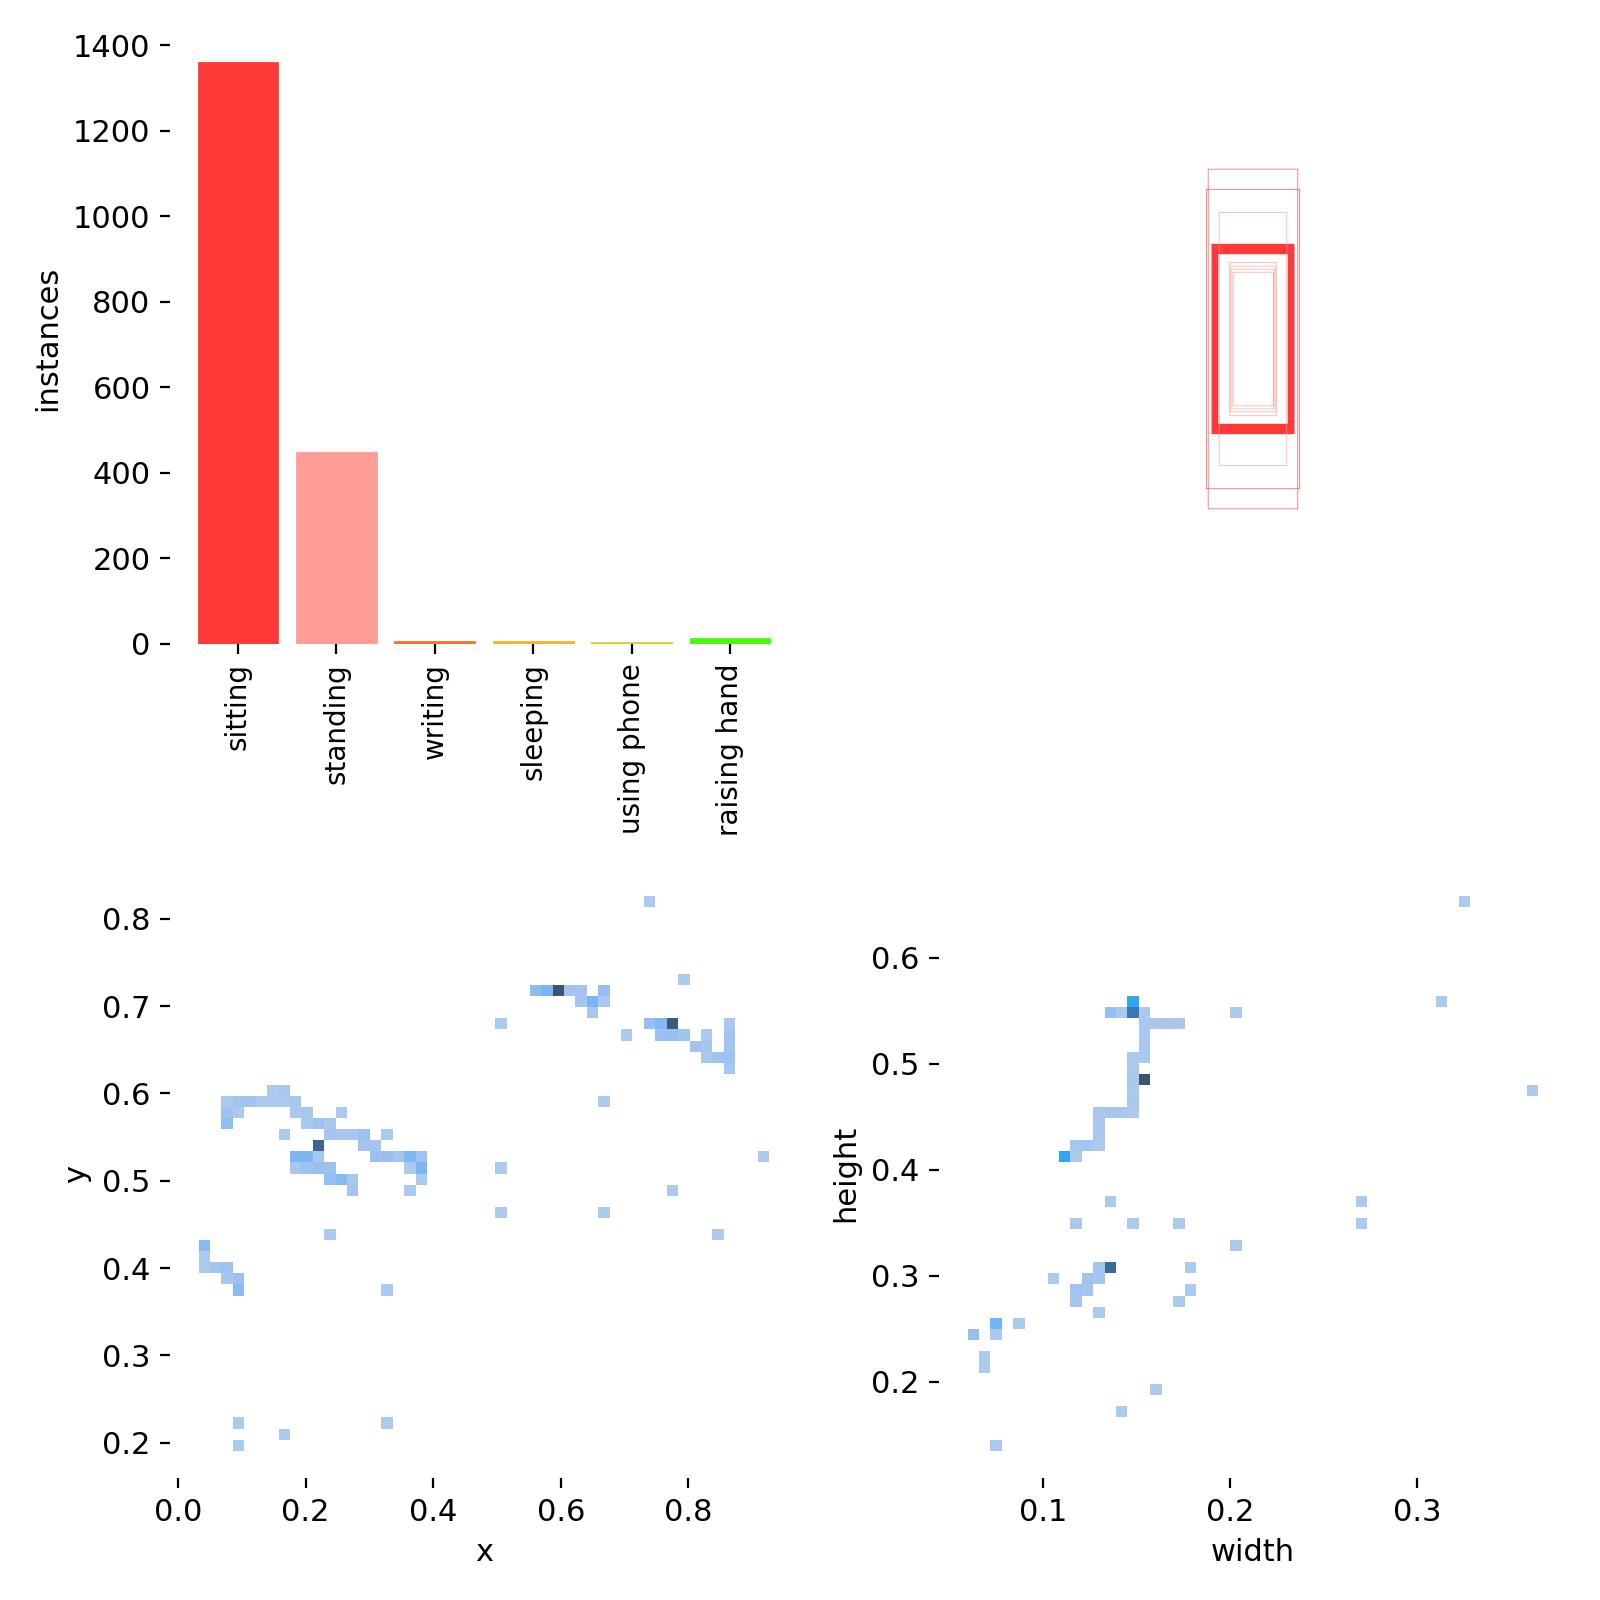 1400
1200
1000
800
600
400
200
0
instances
sitting
standing
writing
sleeping
using phone
raising hand
0.8
0.7
0.6
0.5
0.4
0.3
0.2
y
0.0 0.2 0.4 0.6 0.8
x
0.6
0.5
0.4
0.3
0.2
height
0.1 0.2 0.3
width